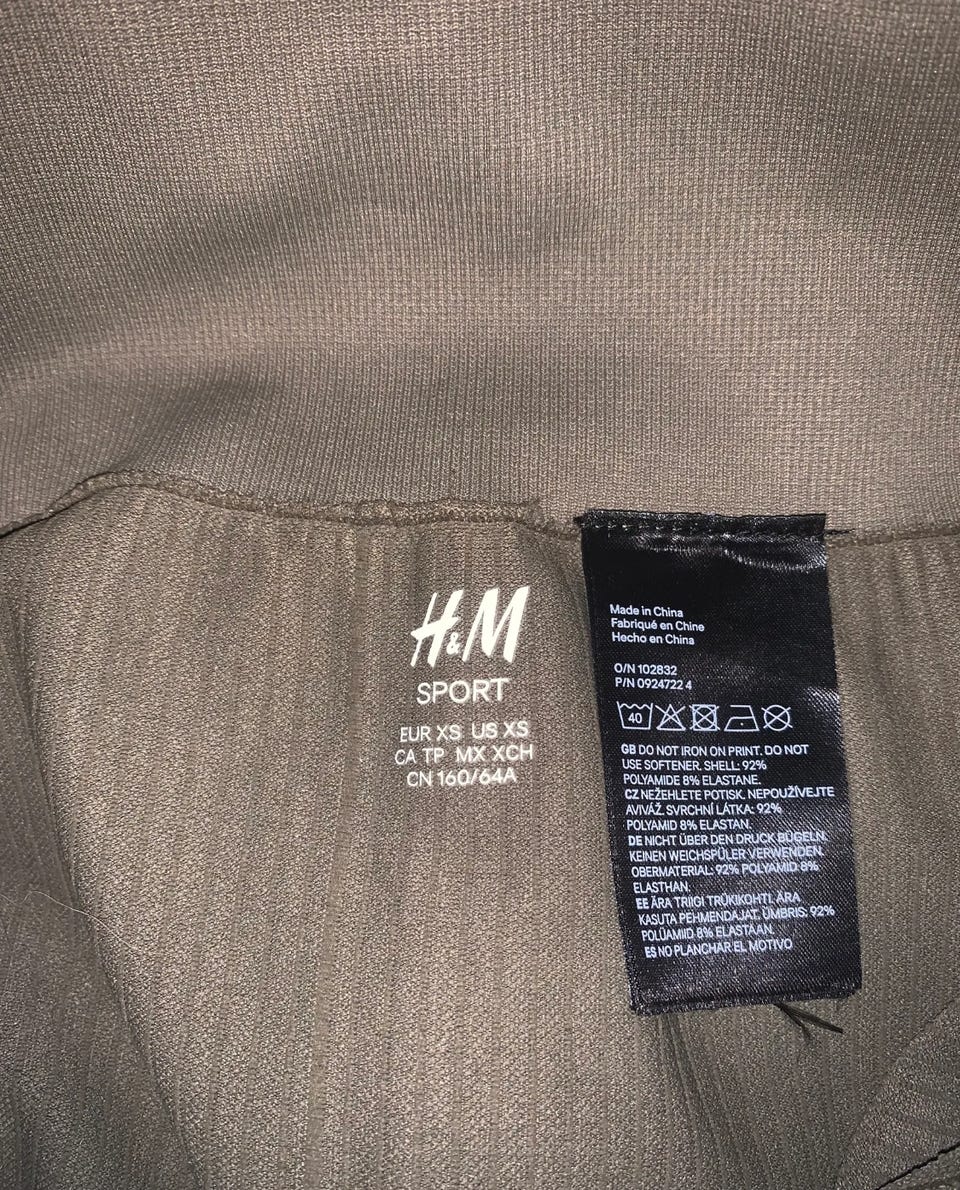 H&M
SPORT
EUR XS US XS
CA TP MX XCH
CN 160/64A
Made in China
Fabriqué en Chine
Hecho en China
O/N 102832
P/N 0924722 4
40
GB DO NOT IRON ON PRINT. DO NOT
USE SOFTENER. SHELL: 92%
POLYAMIDE 8% ELASTANE.
CZ NEŽEHLETE POTISK. NEPOUŽÍVEJTE
AVIVÁŽ. SVRCHNÍ LÁTKA: 92%
POLYAMID 8% ELASTAN.
DE NICHT ÜBER DEN DRUCK BÜGELN.
KEINEN WEICHSPÜLER VERWENDEN.
OBERMATERIAL: 92% POLYAMID 8%
ELASTHAN.
EE ÄRA TRIIGI TRÜKIKOHTI. ÄRA
KASUTA PEHMENDAJAT. ÜMBRIS: 92%
POLÜAMIID 8% ELASTAAN.
ES NO PLANCHAR EL MOTIVO